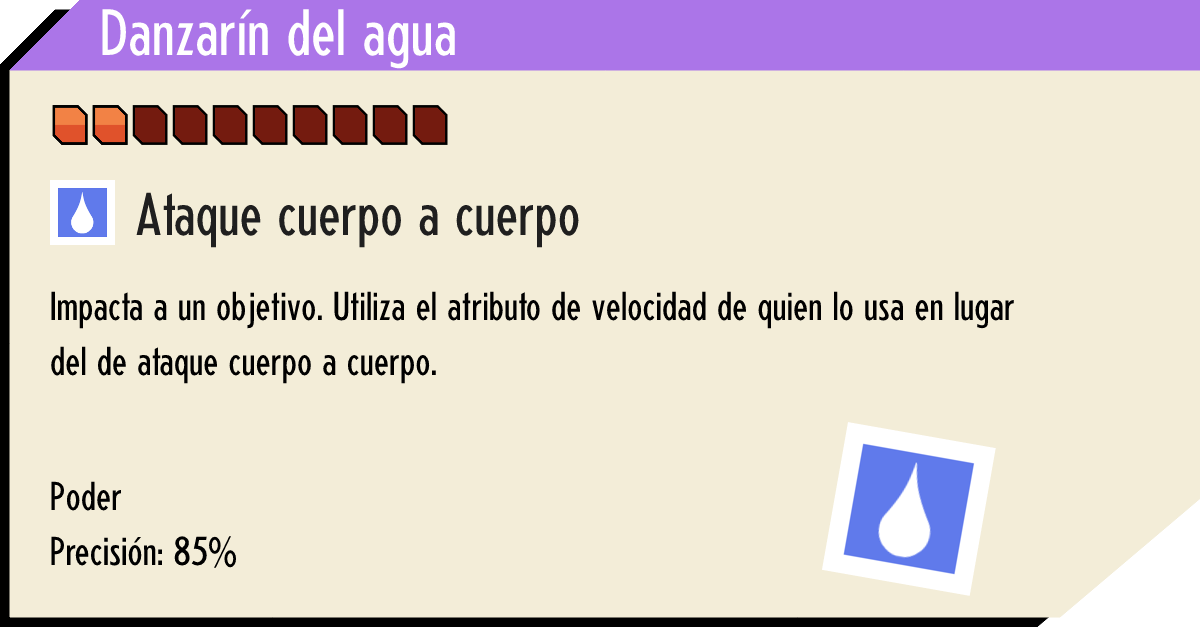 Danzarín del agua
Ataque cuerpo a cuerpo
Impacta a un objetivo. Utiliza el atributo de velocidad de quien lo usa en lugar
del de ataque cuerpo a cuerpo.
Poder
Precisión: 85%